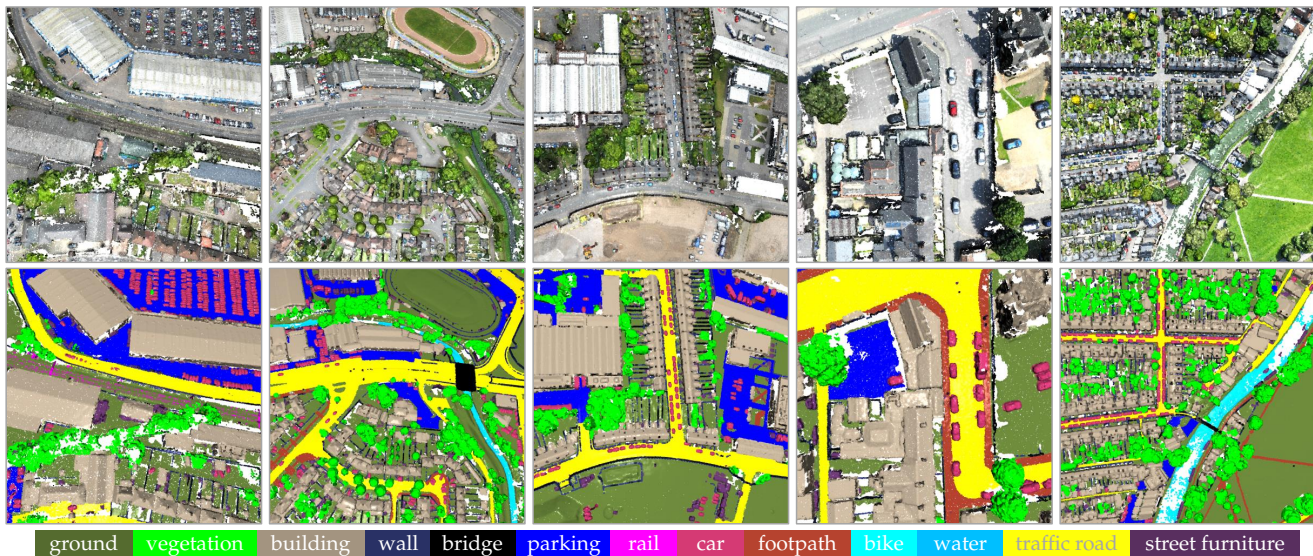 ground vegetation building wall bridge parking rail car footpath bike water traffic road street furniture